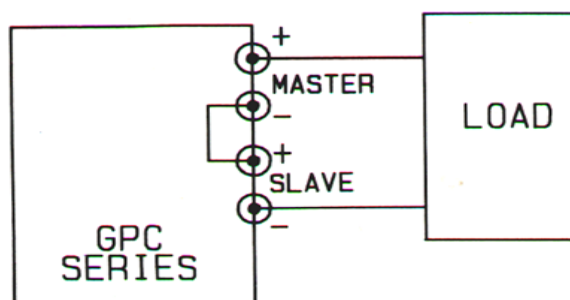 +
MASTER
-
+
SLAVE
-
LOAD
GPC
SERIES